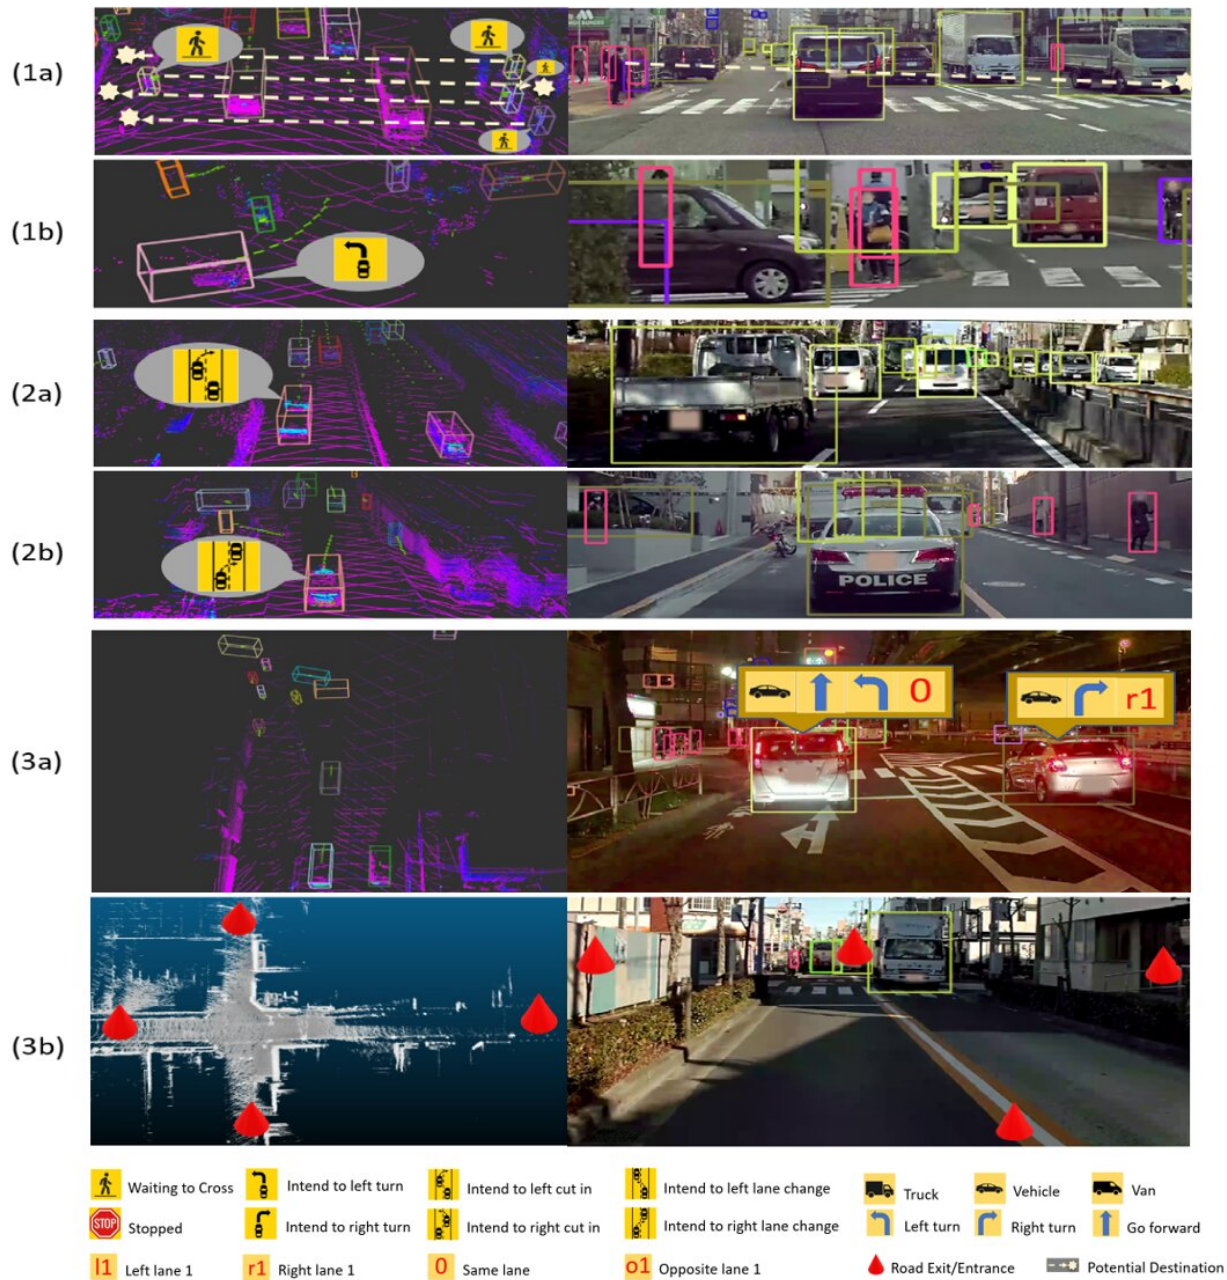 (1a)
(1b)
(2a)
(2b)
POLICE
(3a)
0
r1
(3b)
Waiting to Cross
Intend to left turn
Intend to left cut in
Intend to left lane change
Truck
Vehicle
Van
STOP
Stopped
Intend to right turn
Intend to right cut in
Intend to right lane change
Left turn
Right turn
Go forward
l1 Left lane 1
r1 Right lane 1
0 Same lane
o1 Opposite lane 1
Road Exit/Entrance
Potential Destination